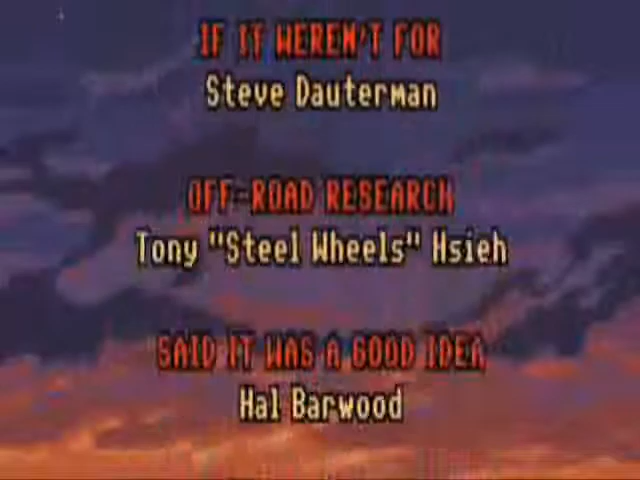 IF IT WEREN'T FOR
Steve Dauterman
OFF-ROAD RESEARCH
Tony "Steel Wheels" Hsieh
SAID IT WAS A GOOD IDEA
Hal Barwood